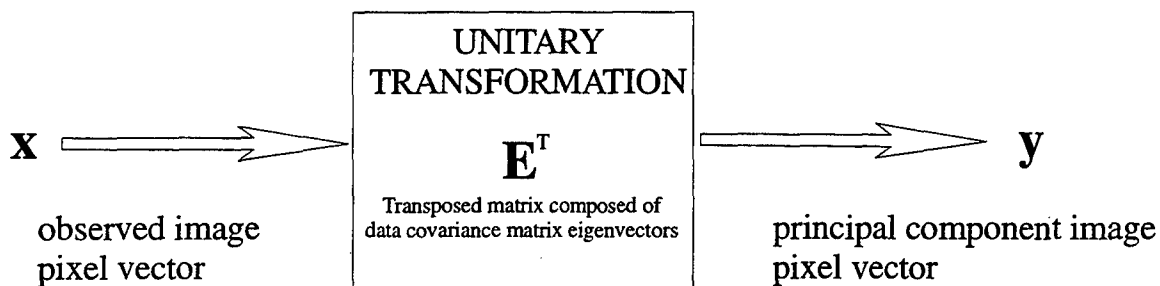 UNITARY
TRANSFORMATION
x
E^T
y
Transposed matrix composed of
data covariance matrix eigenvectors
observed image
pixel vector
principal component image
pixel vector